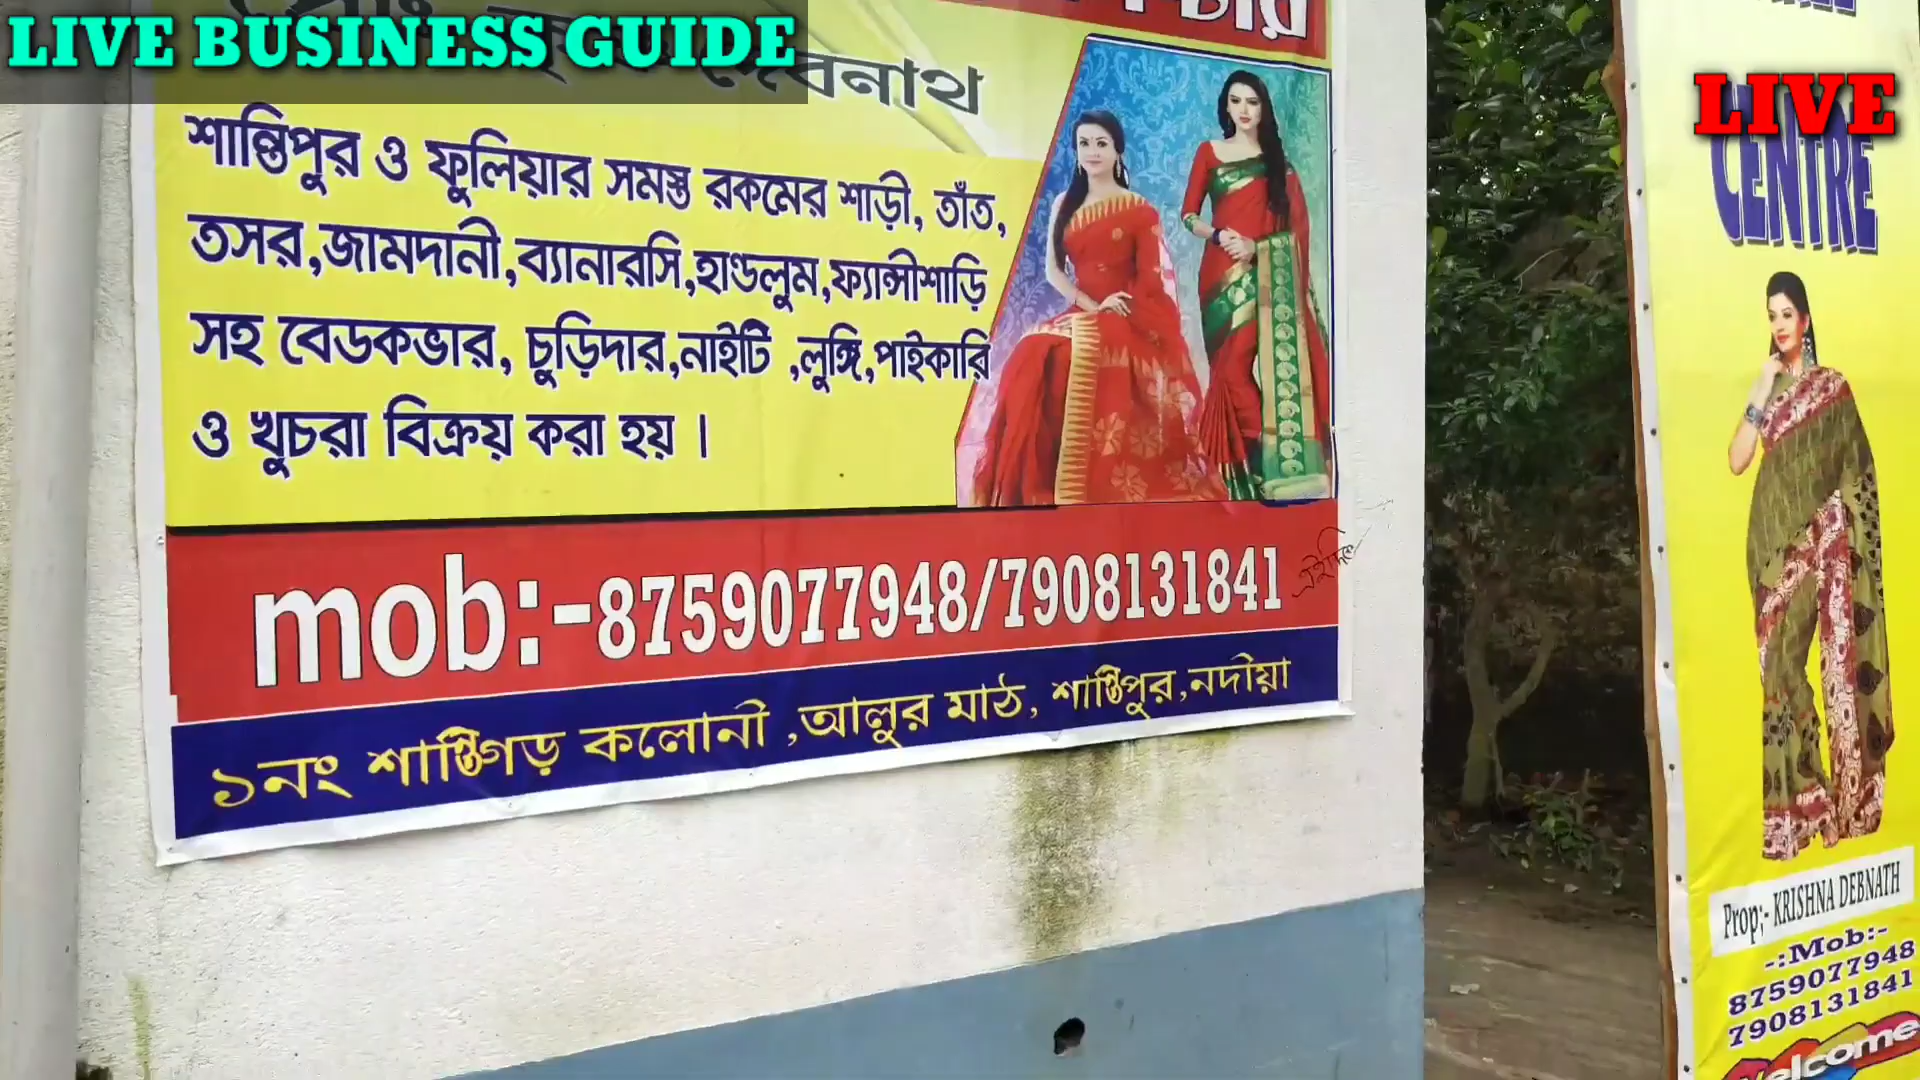 LIVE BUSINESS GUIDE
LIVE
শান্তিপুর ও ফুলিয়ার সমস্ত রকমের শাড়ী, তাঁত,
তসর,জামদানী,ব্যানারসি,হাণ্ডলুম,ফ্যান্সীশাড়ি
সহ বেডকভার, চুড়িদার,নাইটি ,লুঙ্গি,পাইকারি
ও খুচরা বিক্রয় করা হয় ।
mob:-8759077948/7908131841
এইদিকে
১নং শান্তিগড় কলোনী ,আলুর মাঠ, শান্তিপুর,নদীয়া
CENTRE
Prop;- KRISHNA DEBNATH
-:Mob:-
8759077948
7908131841
Welcome